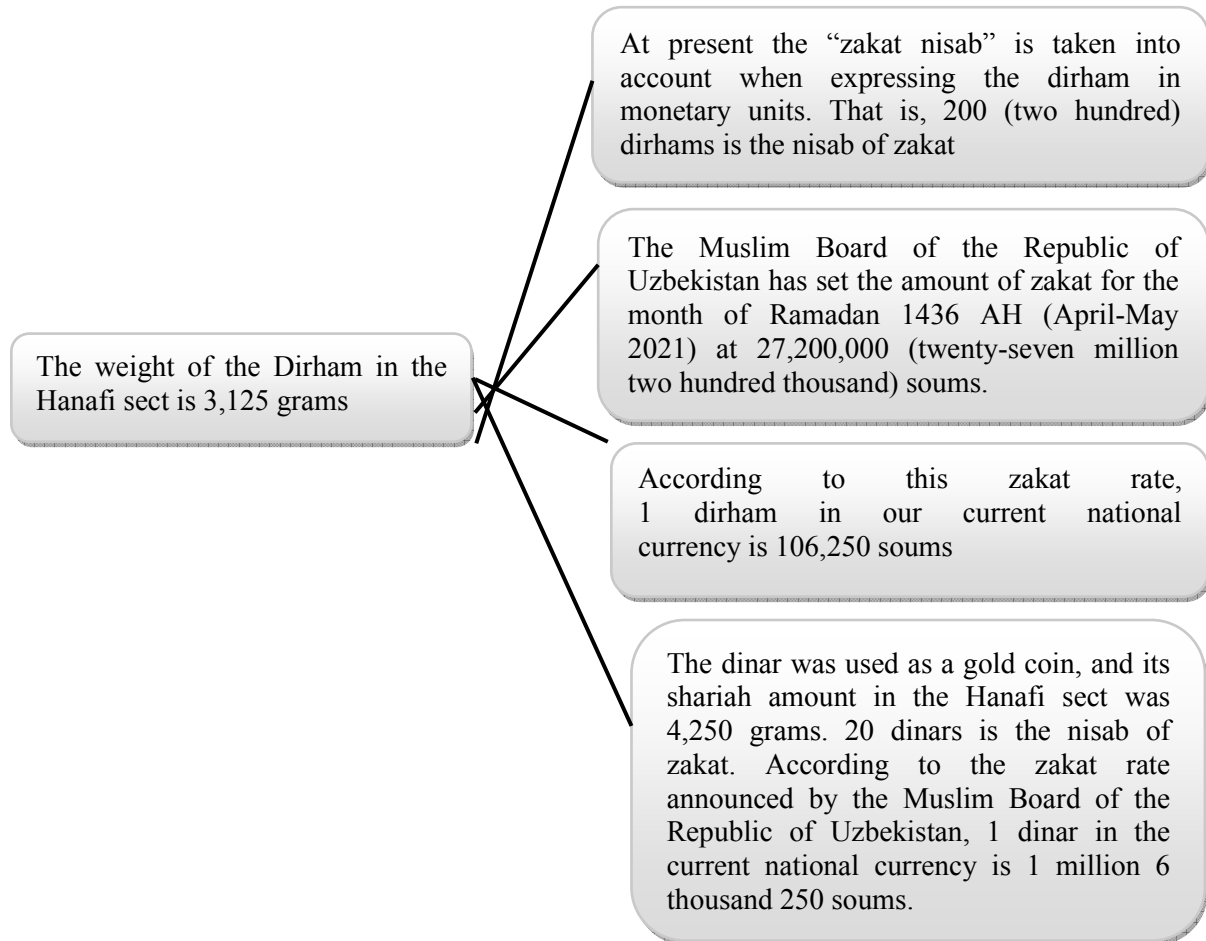 The weight of the Dirham in the
Hanafi sect is 3,125 grams
At present the “zakat nisab” is taken into
account when expressing the dirham in
monetary units. That is, 200 (two hundred)
dirhams is the nisab of zakat
The Muslim Board of the Republic of
Uzbekistan has set the amount of zakat for the
month of Ramadan 1436 AH (April-May
2021) at 27,200,000 (twenty-seven million
two hundred thousand) soums.
According to this zakat rate,
1 dirham in our current national
currency is 106,250 soums
The dinar was used as a gold coin, and its
shariah amount in the Hanafi sect was
4,250 grams. 20 dinars is the nisab of
zakat. According to the zakat rate
announced by the Muslim Board of the
Republic of Uzbekistan, 1 dinar in the
current national currency is 1 million 6
thousand 250 soums.